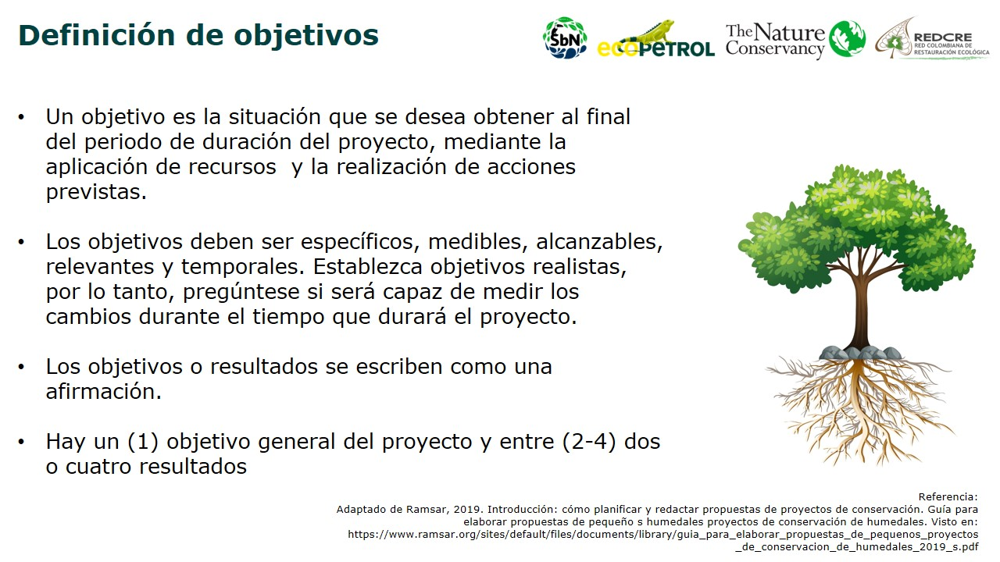 Definición de objetivos
SbN
ecopetrol
The Nature
Conservancy
REDCRE
RED COLOMBIANA DE
RESTAURACIÓN ECOLÓGICA
• Un objetivo es la situación que se desea obtener al final
del periodo de duración del proyecto, mediante la
aplicación de recursos  y la realización de acciones
previstas.
• Los objetivos deben ser específicos, medibles, alcanzables,
relevantes y temporales. Establezca objetivos realistas,
por lo tanto, pregúntese si será capaz de medir los
cambios durante el tiempo que durará el proyecto.
• Los objetivos o resultados se escriben como una
afirmación.
• Hay un (1) objetivo general del proyecto y entre (2-4) dos
o cuatro resultados
Referencia:
Adaptado de Ramsar, 2019. Introducción: cómo planificar y redactar propuestas de proyectos de conservación. Guía para
elaborar propuestas de pequeño s humedales proyectos de conservación de humedales. Visto en:
https://www.ramsar.org/sites/default/files/documents/library/guia_para_elaborar_propuestas_de_pequenos_proyectos
_de_conservacion_de_humedales_2019_s.pdf